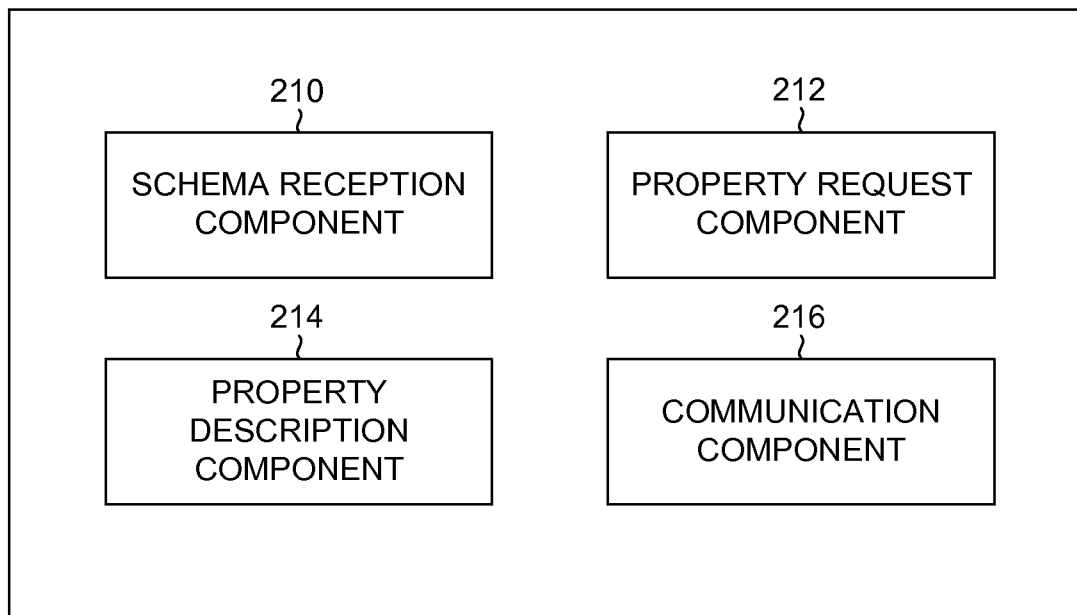 210
SCHEMA RECEPTION
COMPONENT
212
PROPERTY REQUEST
COMPONENT
214
PROPERTY
DESCRIPTION
COMPONENT
216
COMMUNICATION
COMPONENT